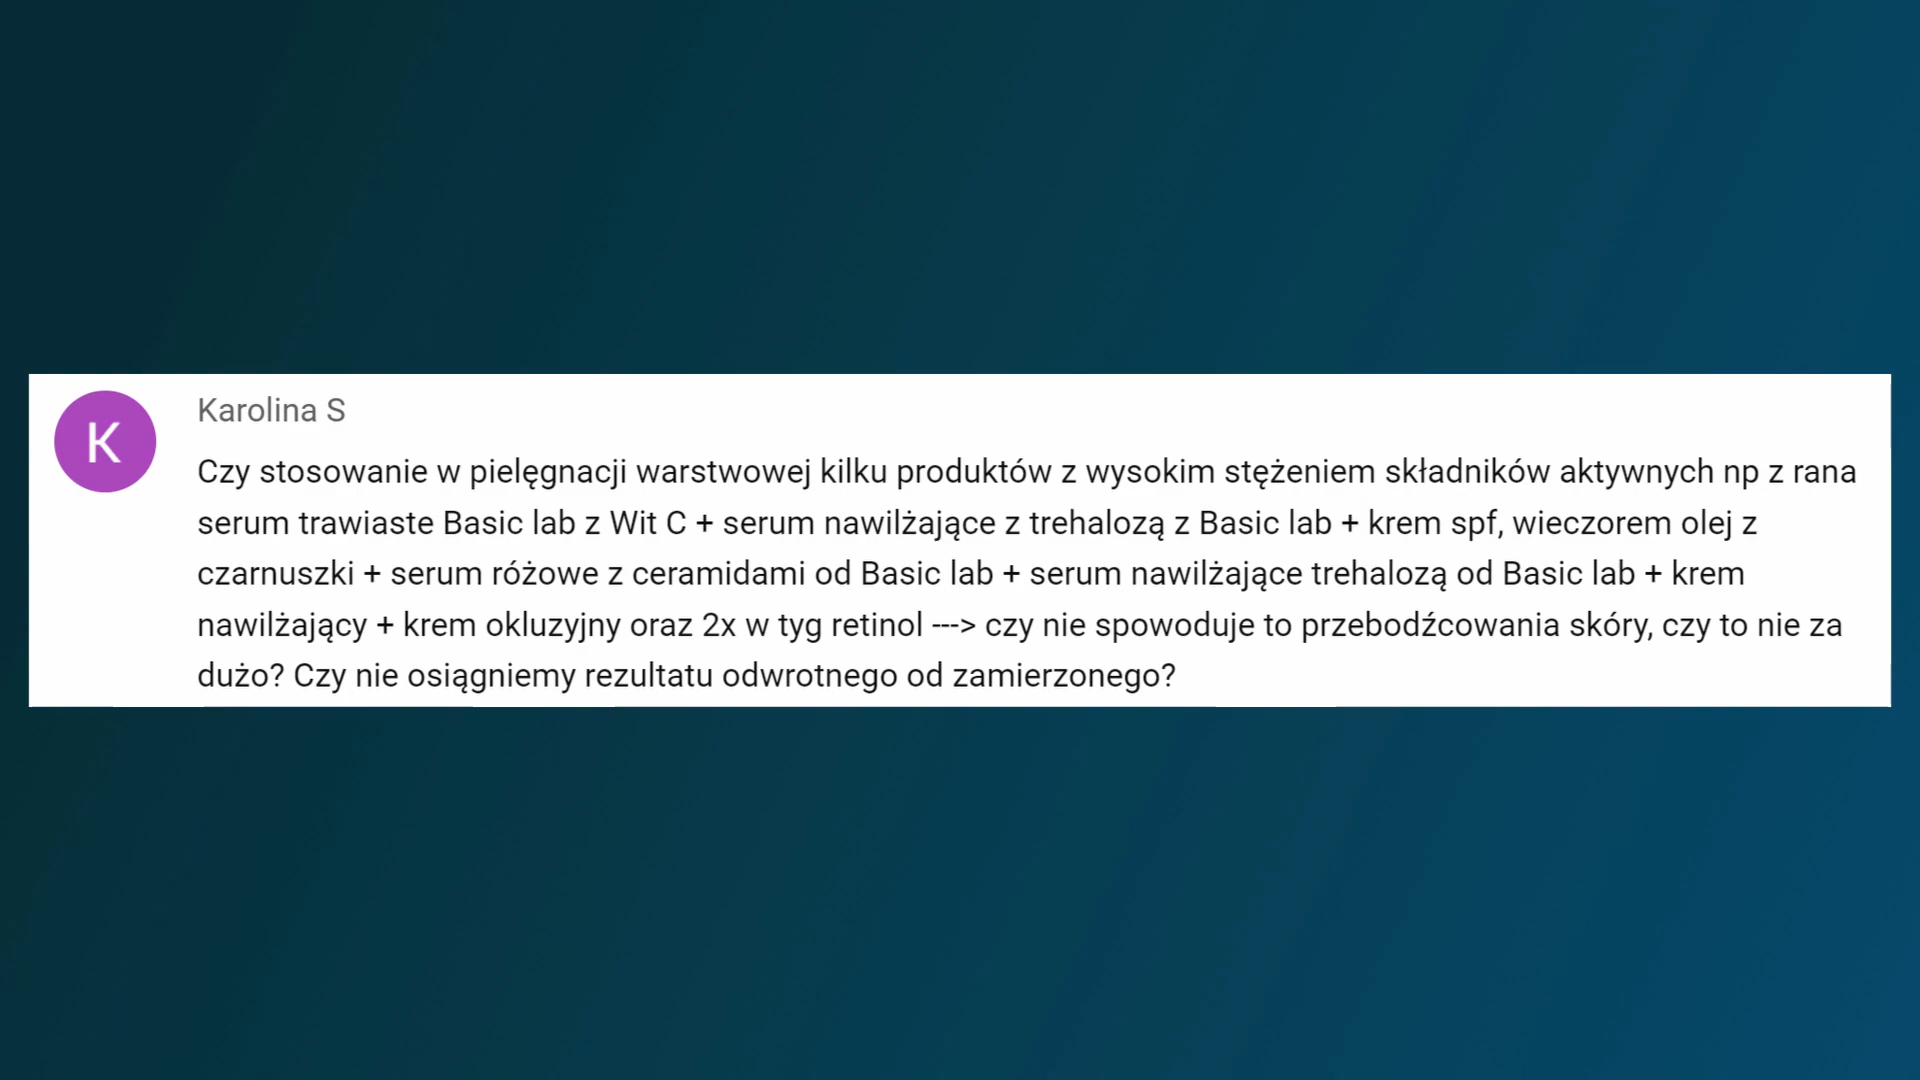 K
Karolina S
Czy stosowanie w pielęgnacji warstwowej kilku produktów z wysokim stężeniem składników aktywnych np z rana
serum trawiaste Basic lab z Wit C + serum nawilżające z trehalozą z Basic lab + krem spf, wieczorem olej z
czarnuszki + serum różowe z ceramidami od Basic lab + serum nawilżające trehalozą od Basic lab + krem
nawilżający + krem okluzyjny oraz 2x w tyg retinol ---> czy nie spowoduje to przebodźcowania skóry, czy to nie za
dużo? Czy nie osiągniemy rezultatu odwrotnego od zamierzonego?